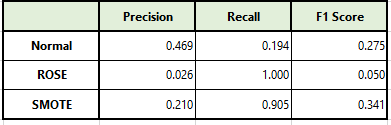 Precision Recall F1 Score
Normal 0.469 0.194 0.275
ROSE 0.026 1.000 0.050
SMOTE 0.210 0.905 0.341